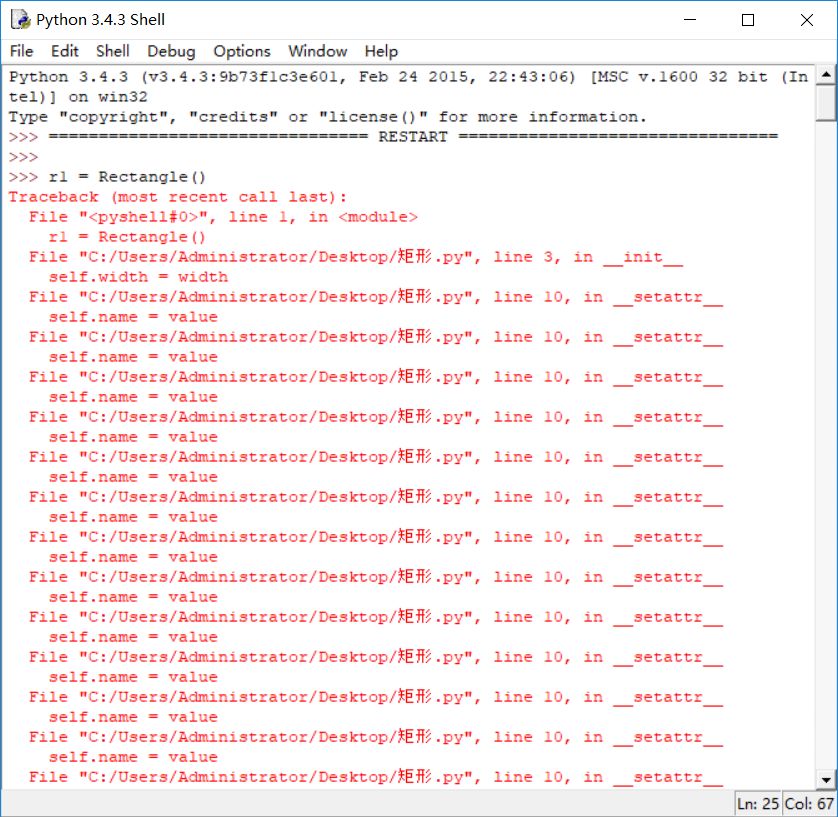 Python 3.4.3 Shell
File Edit Shell Debug Options Window Help
Python 3.4.3 (v3.4.3:9b73f1c3e601, Feb 24 2015, 22:43:06) [MSC v.1600 32 bit (In
tel)] on win32
Type "copyright", "credits" or "license()" for more information.
>>> ================================ RESTART ================================
>>>
>>> r1 = Rectangle()
Traceback (most recent call last):
  File "<pyshell#0>", line 1, in <module>
    r1 = Rectangle()
  File "C:/Users/Administrator/Desktop/矩形.py", line 3, in __init__
    self.width = width
  File "C:/Users/Administrator/Desktop/矩形.py", line 10, in __setattr__
    self.name = value
  File "C:/Users/Administrator/Desktop/矩形.py", line 10, in __setattr__
    self.name = value
  File "C:/Users/Administrator/Desktop/矩形.py", line 10, in __setattr__
    self.name = value
  File "C:/Users/Administrator/Desktop/矩形.py", line 10, in __setattr__
    self.name = value
  File "C:/Users/Administrator/Desktop/矩形.py", line 10, in __setattr__
    self.name = value
  File "C:/Users/Administrator/Desktop/矩形.py", line 10, in __setattr__
    self.name = value
  File "C:/Users/Administrator/Desktop/矩形.py", line 10, in __setattr__
    self.name = value
  File "C:/Users/Administrator/Desktop/矩形.py", line 10, in __setattr__
    self.name = value
  File "C:/Users/Administrator/Desktop/矩形.py", line 10, in __setattr__
    self.name = value
  File "C:/Users/Administrator/Desktop/矩形.py", line 10, in __setattr__
    self.name = value
  File "C:/Users/Administrator/Desktop/矩形.py", line 10, in __setattr__
    self.name = value
  File "C:/Users/Administrator/Desktop/矩形.py", line 10, in __setattr__
    self.name = value
  File "C:/Users/Administrator/Desktop/矩形.py", line 10, in __setattr__
Ln: 25 Col: 67